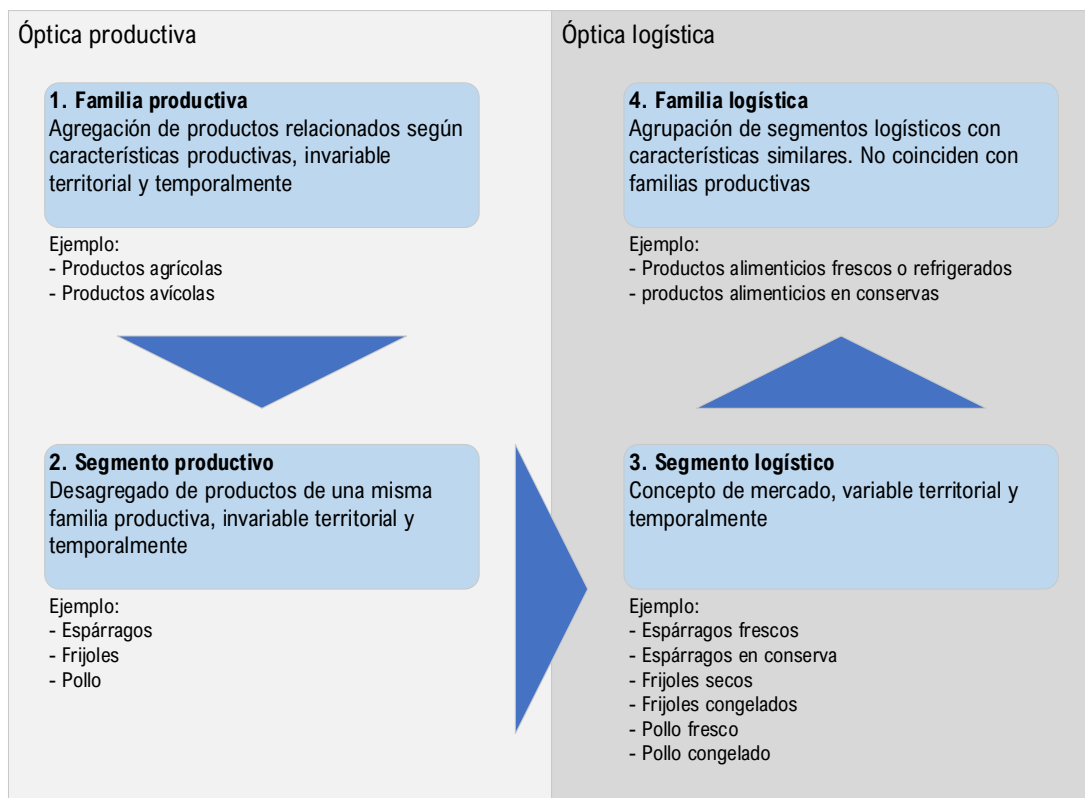 Óptica productiva
1. Familia productiva
Agregación de productos relacionados según
características productivas, invariable
territorial y temporalmente
Ejemplo:
- Productos agrícolas
- Productos avícolas
2. Segmento productivo
Desagregado de productos de una misma
familia productiva, invariable territorial y
temporalmente
Ejemplo:
- Espárragos
- Frijoles
- Pollo
Óptica logística
4. Familia logística
Agrupación de segmentos logísticos con
características similares. No coinciden con
familias productivas
Ejemplo:
- Productos alimenticios frescos o refrigerados
- productos alimenticios en conservas
3. Segmento logístico
Concepto de mercado, variable territorial y
temporalmente
Ejemplo:
- Espárragos frescos
- Espárragos en conserva
- Frijoles secos
- Frijoles congelados
- Pollo fresco
- Pollo congelado